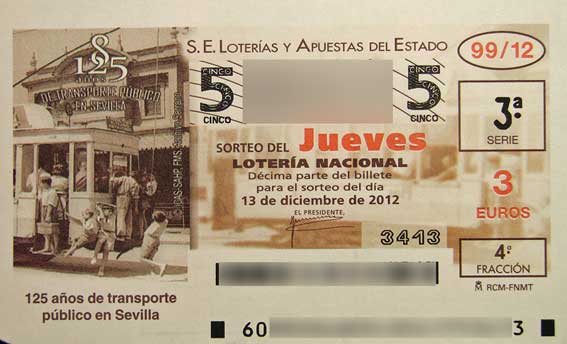 125
AÑOS
DE TRANSPORTE PÚBLICO
EN SEVILLA
S.E. LOTERÍAS Y APUESTAS DEL ESTADO
99/12
CINCO
5
CINCO
CINCO
5
CINCO
3.ª
SERIE
SORTEO DEL Jueves
LOTERÍA NACIONAL
Décima parte del billete
para el sorteo del día
13 de diciembre de 2012
EL PRESIDENTE,
3
EUROS
3413
4ª
FRACCIÓN
RCM-FNMT
125 años de transporte
público en Sevilla
60
3